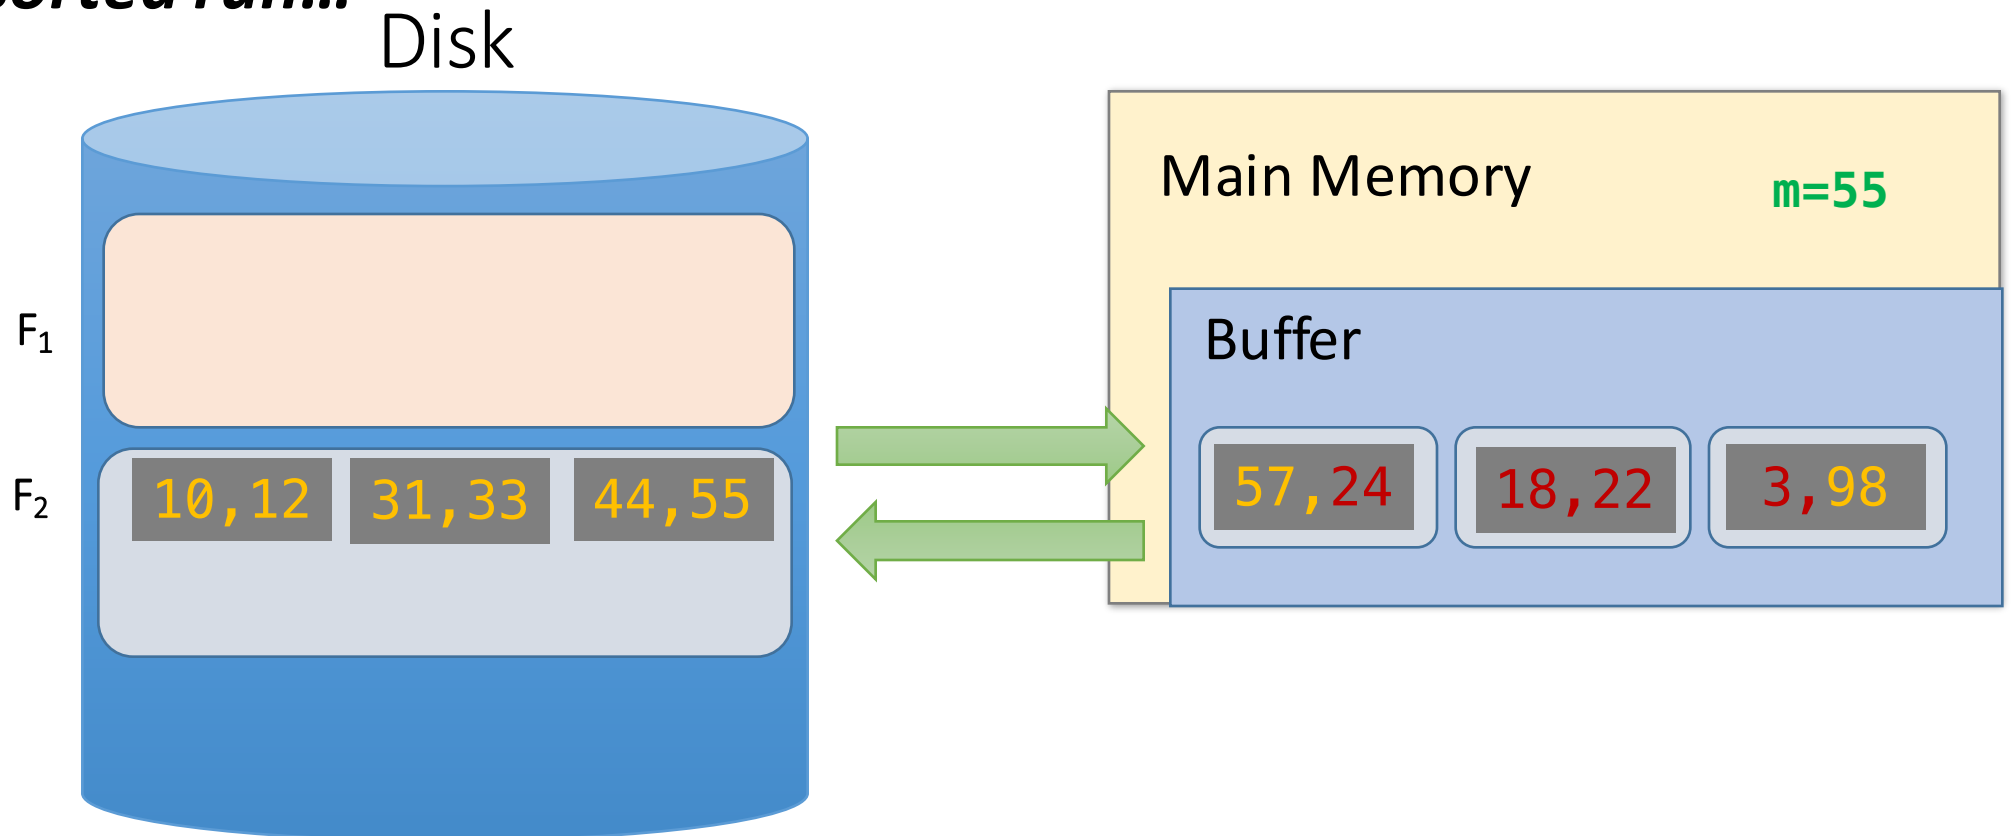 run...
Disk
Main Memory
m=55
F₁
Buffer
F₂
10,12
31,33
44,55
57,24
18,22
3,98